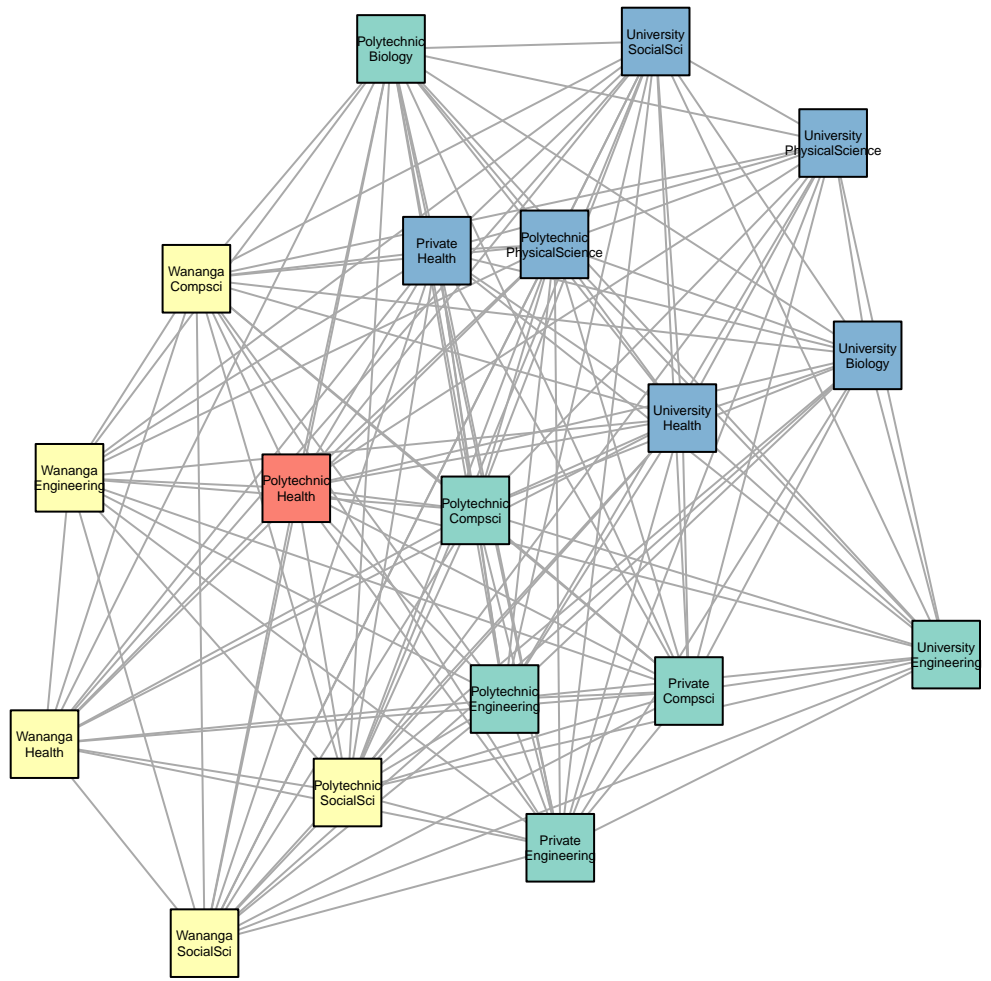 Polytechnic
Biology
University
SocialSci
University
PhysicalScience
Private
Health
Polytechnic
PhysicalScience
Wananga
Compsci
University
Biology
University
Health
Wananga
Engineering
Polytechnic
Health
Polytechnic
Compsci
University
Engineering
Polytechnic
Engineering
Private
Compsci
Wananga
Health
Polytechnic
SocialSci
Private
Engineering
Wananga
SocialSci